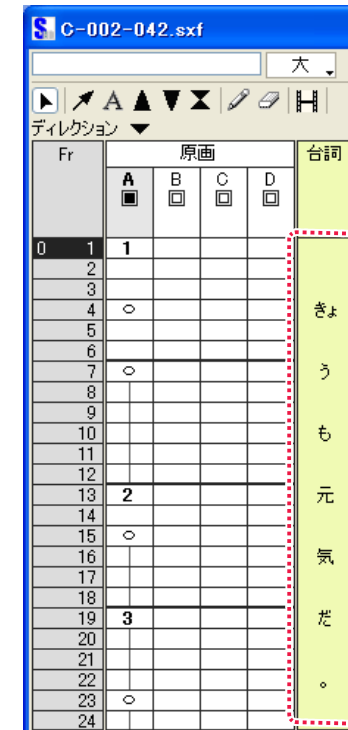 S C-002-042.sxf
大
A
ディレクション
Fr 原画 台詞
A B C D
0 1 1
2
3
4 ○ きょ
5
6
7 ○ う
8
9
10 も
11
12
13 2 元
14
15 ○
16 気
17
18
19 3 だ
20
21
22 。
23 ○
24